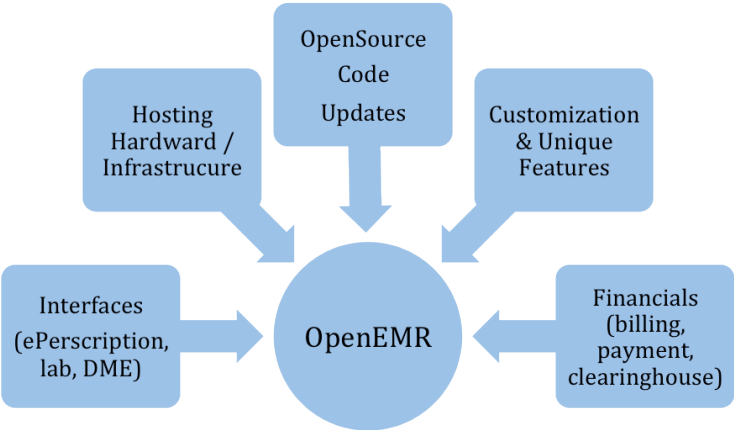 OpenSource
Code
Updates
Hosting
Hardward /
Infrastrucure
Customization
& Unique
Features
Interfaces
(ePerscription,
lab, DME)
OpenEMR
Financials
(billing,
payment,
clearinghouse)